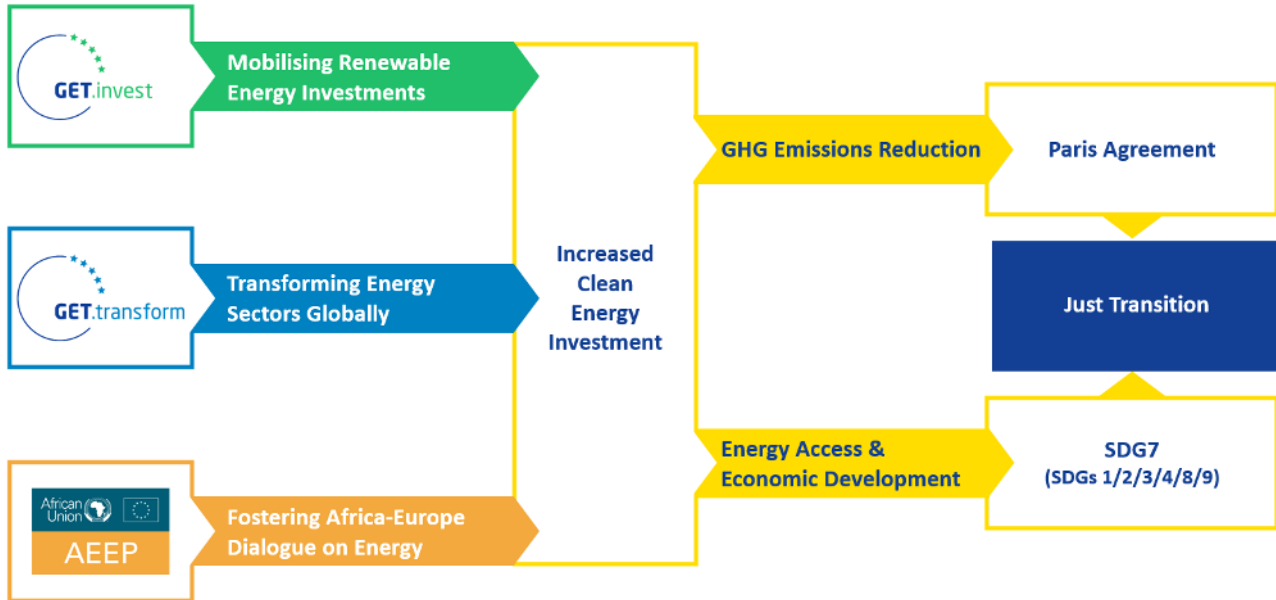 GET.invest
Mobilising Renewable
Energy Investments
GHG Emissions Reduction
Paris Agreement
GET.transform
Transforming Energy
Sectors Globally
Increased
Clean
Energy
Investment
Just Transition
Energy Access &
Economic Development
SDG7
(SDGs 1/2/3/4/8/9)
African
Union
AEEP
Fostering Africa-Europe
Dialogue on Energy